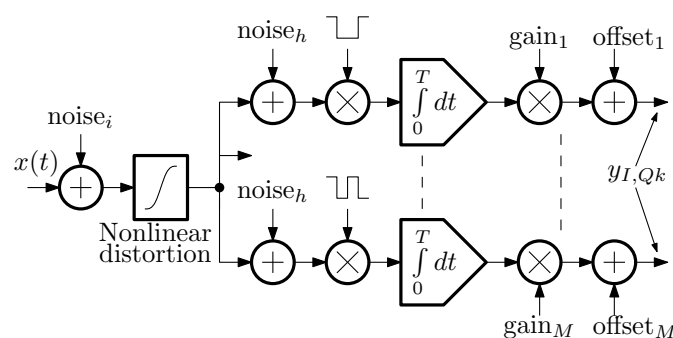 noise_h
gain_1
offset_1
T
∫ dt
0
noise_i
x(t)
y_{I,Qk}
noise_h
Nonlinear
distortion
T
∫ dt
0
gain_M
offset_M